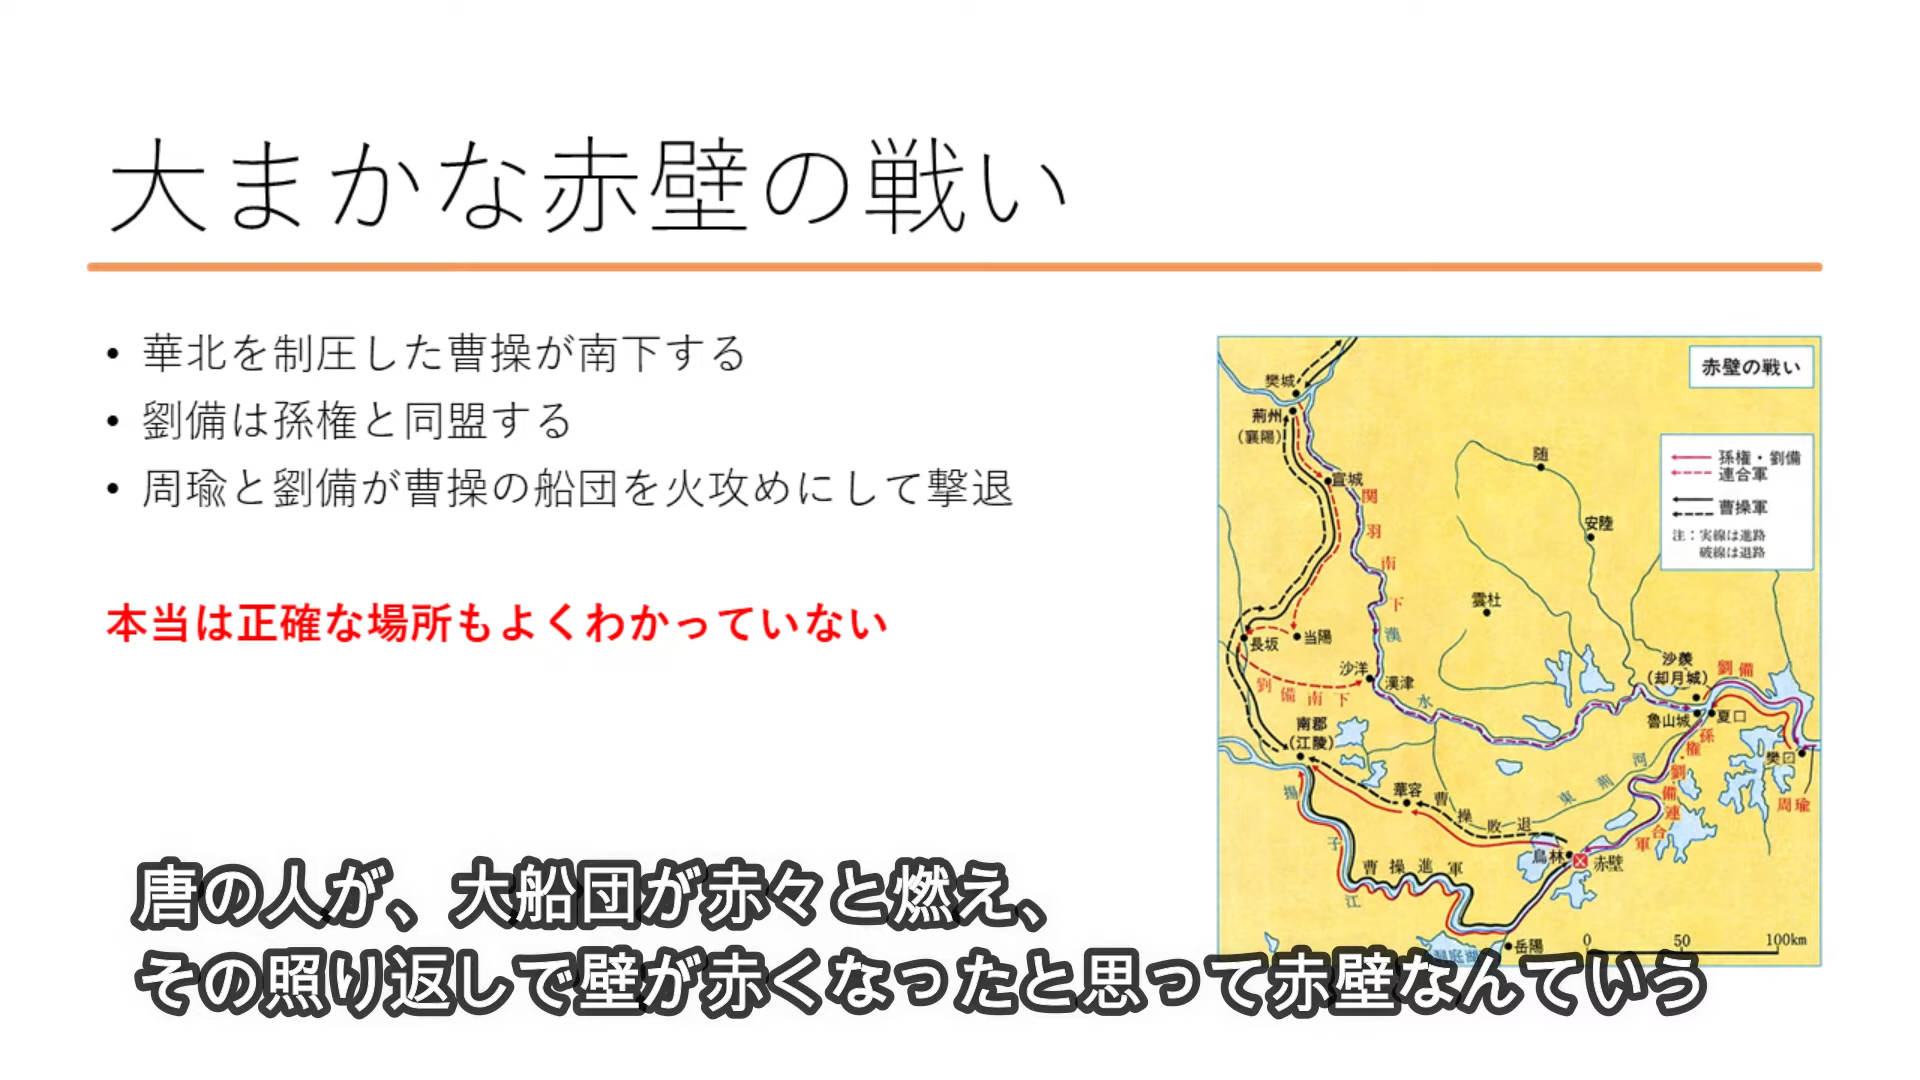 大まかな赤壁の戦い
• 華北を制圧した曹操が南下する
• 劉備は孫権と同盟する
• 周瑜と劉備が曹操の船団を火攻めにして撃退
本当は正確な場所もよくわかっていない
赤壁の戦い
孫権・劉備
連合軍
曹操軍
注：実線は進路
破線は退路
樊城
荊州
（襄陽）
宣城
関羽南下
随
安陸
雲杜
漢水
長坂
当陽
沙洋
漢津
劉備南下
沙羨
（却月城）
劉備
魯山城
夏口
樊口
周瑜
孫権・劉備連合軍
南郡
（江陵）
華容
曹操敗退
東荊河
揚子江
曹操進軍
烏林
赤壁
洞庭湖
岳陽
0 50 100km
唐の人が、大船団が赤々と燃え、
その照り返しで壁が赤くなったと思って赤壁なんていう